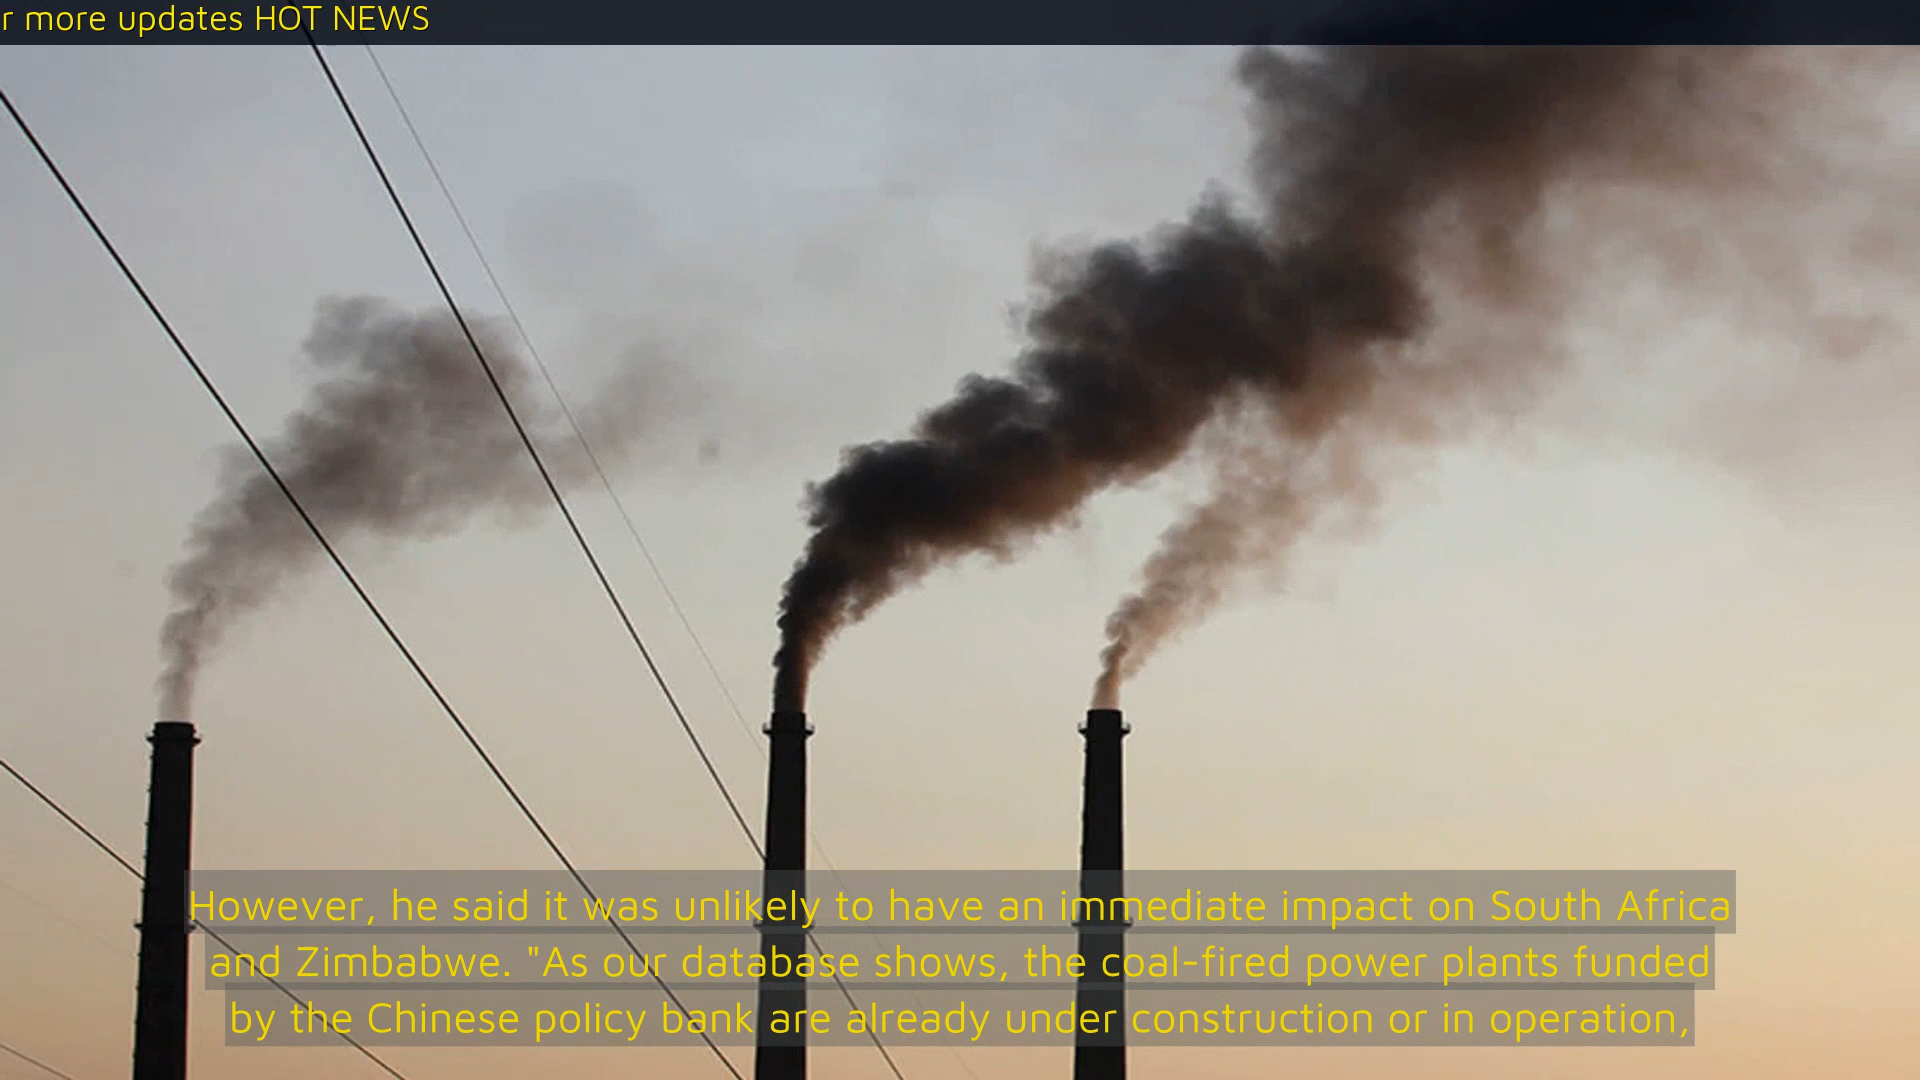 r more updates HOT NEWS
However, he said it was unlikely to have an immediate impact on South Africa
and Zimbabwe. "As our database shows, the coal-fired power plants funded
by the Chinese policy bank are already under construction or in operation,